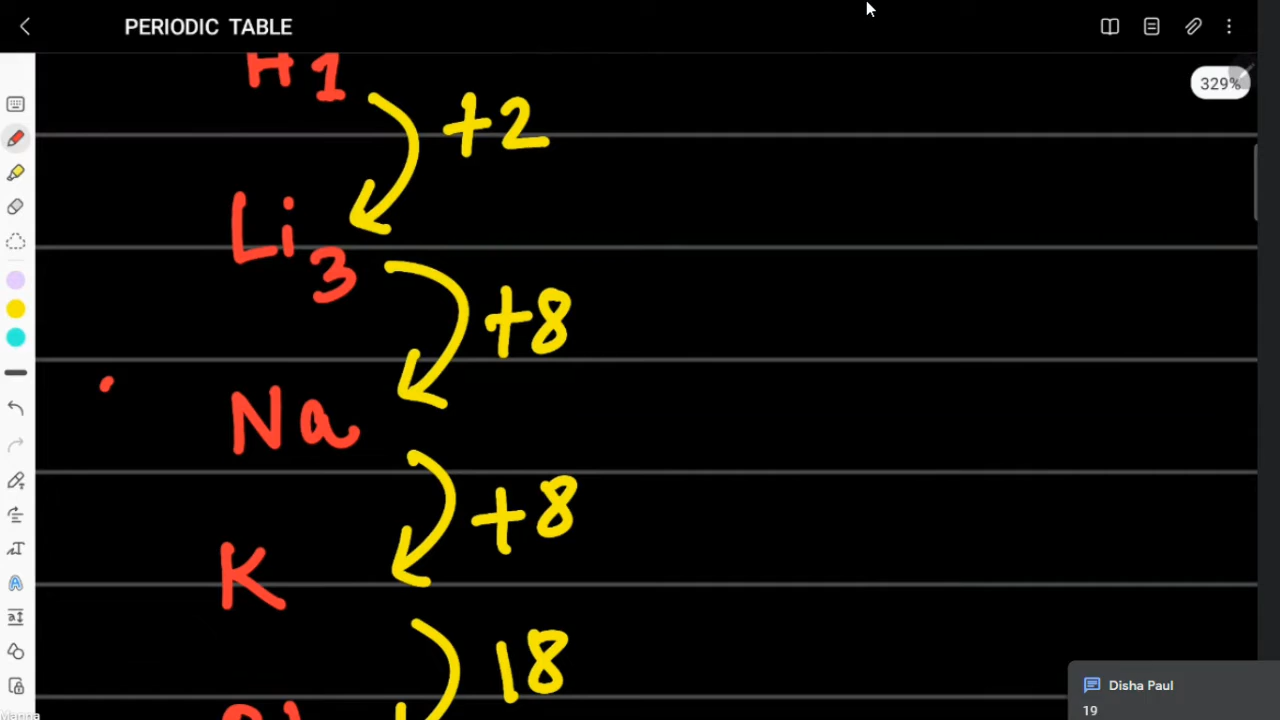 PERIODIC TABLE
329%
H 1
+2
Li 3
+8
Na
+8
K
18
Disha Paul
19